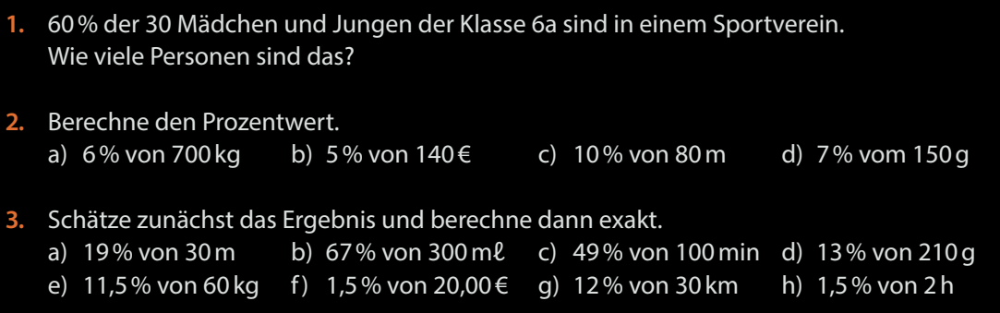 1. 60 % der 30 Mädchen und Jungen der Klasse 6a sind in einem Sportverein.
Wie viele Personen sind das?
2. Berechne den Prozentwert.
a) 6 % von 700 kg b) 5 % von 140 € c) 10 % von 80 m d) 7 % vom 150 g
3. Schätze zunächst das Ergebnis und berechne dann exakt.
a) 19 % von 30 m b) 67 % von 300 mℓ c) 49 % von 100 min d) 13 % von 210 g
e) 11,5 % von 60 kg f) 1,5 % von 20,00 € g) 12 % von 30 km h) 1,5 % von 2 h